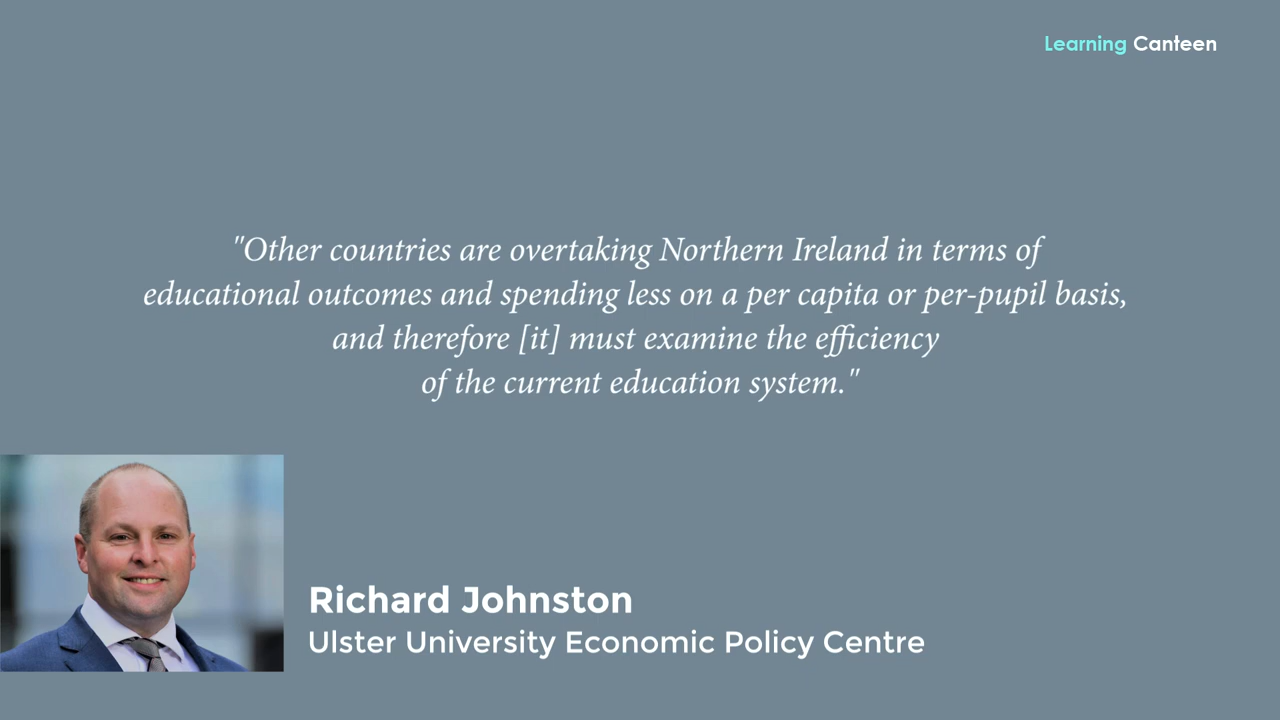 Learning Canteen
"Other countries are overtaking Northern Ireland in terms of
educational outcomes and spending less on a per capita or per-pupil basis,
and therefore [it] must examine the efficiency
of the current education system."
Richard Johnston
Ulster University Economic Policy Centre